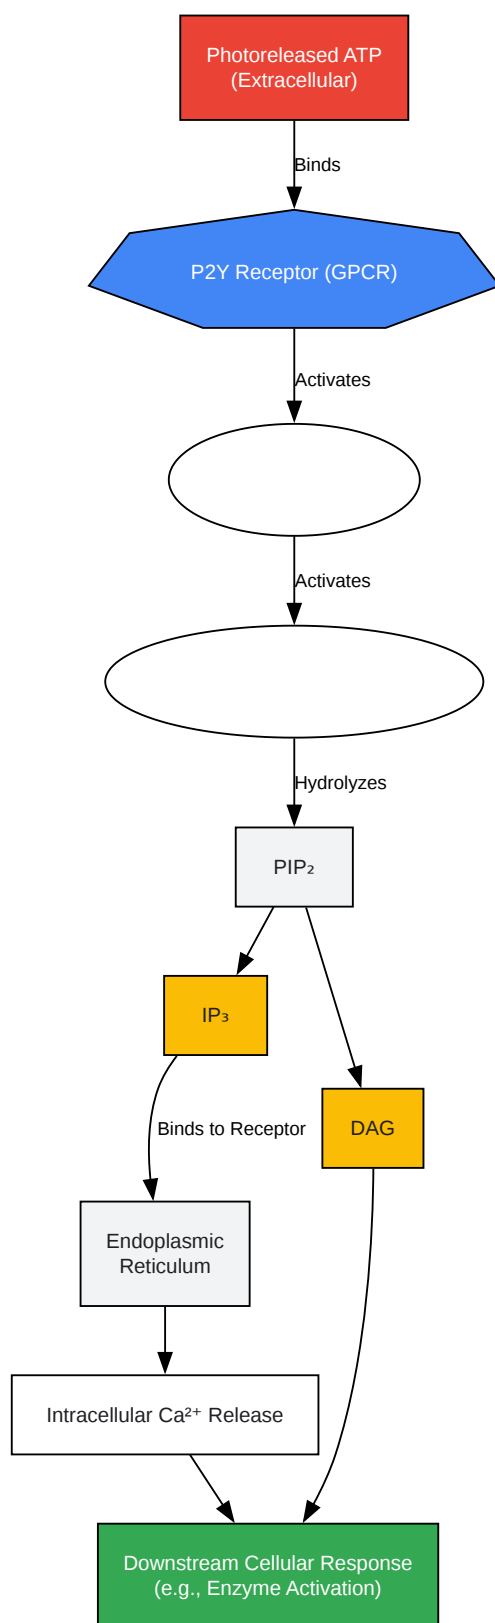 Photoreleased ATP
(Extracellular)
Binds
P2Y Receptor (GPCR)
Activates
Activates
Hydrolyzes
PIP₂
IP₃
DAG
Binds to Receptor
Endoplasmic
Reticulum
Intracellular Ca²⁺ Release
Downstream Cellular Response
(e.g., Enzyme Activation)